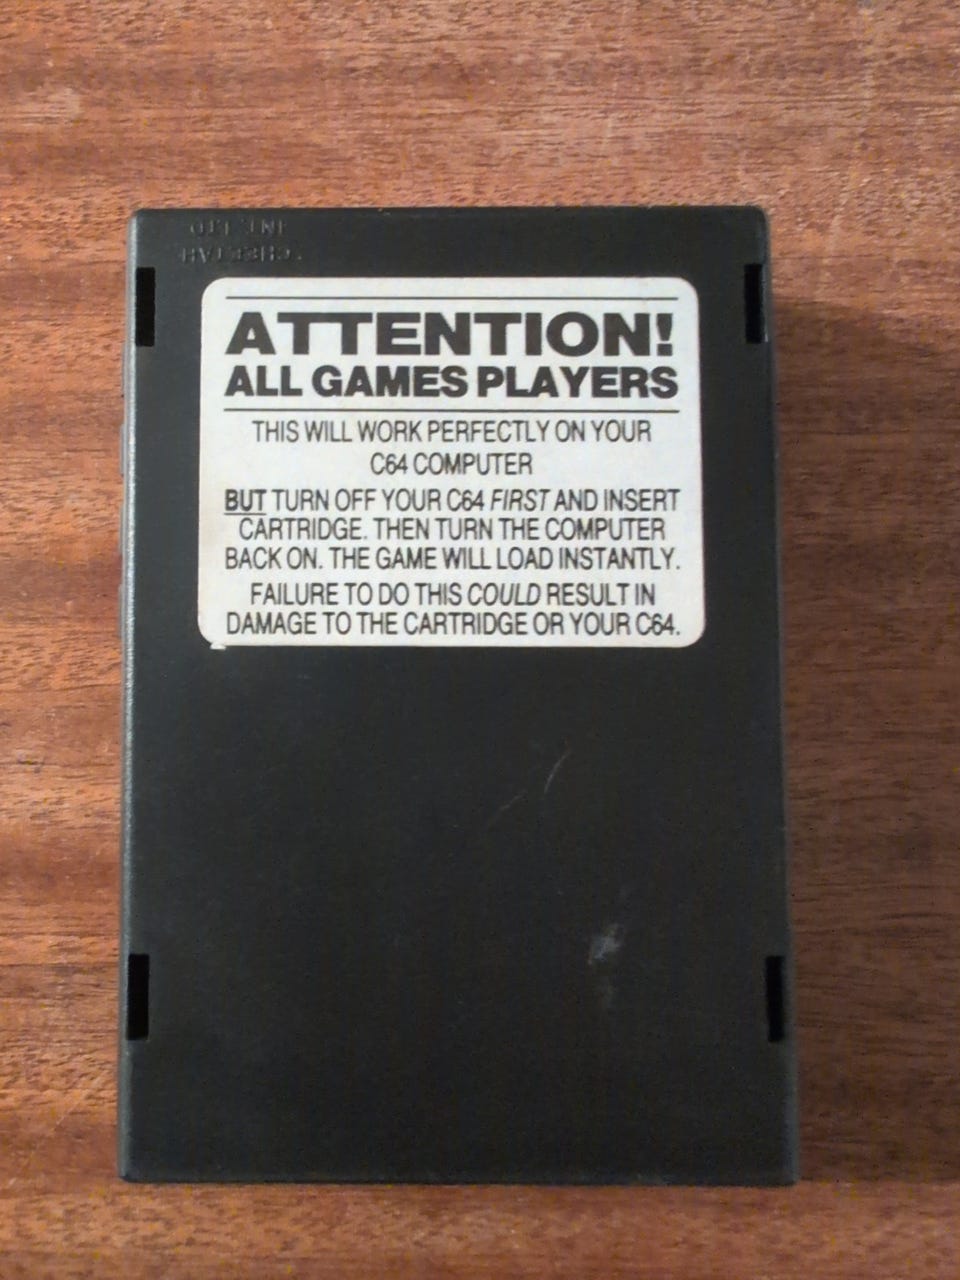 ATTENTION!
ALL GAMES PLAYERS
THIS WILL WORK PERFECTLY ON YOUR
C64 COMPUTER
BUT TURN OFF YOUR C64 FIRST AND INSERT
CARTRIDGE. THEN TURN THE COMPUTER
BACK ON. THE GAME WILL LOAD INSTANTLY.
FAILURE TO DO THIS COULD RESULT IN
DAMAGE TO THE CARTRIDGE OR YOUR C64.